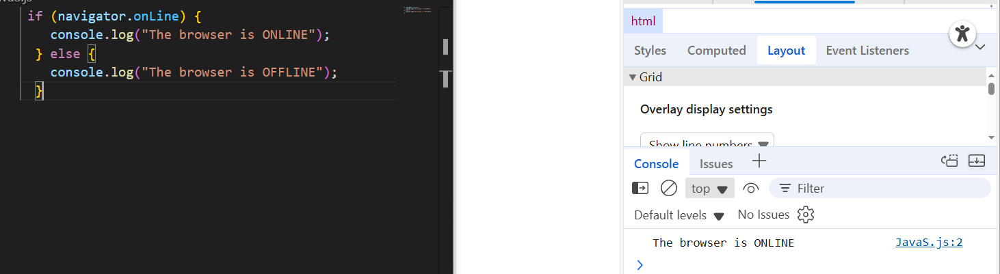 if (navigator.onLine) {
console.log("The browser is ONLINE");
} else {
console.log("The browser is OFFLINE");
}
html
Styles Computed Layout Event Listeners
Grid
Overlay display settings
Show line numbers
Console Issues
top Filter
Default levels No Issues
The browser is ONLINE JavaS.js:2